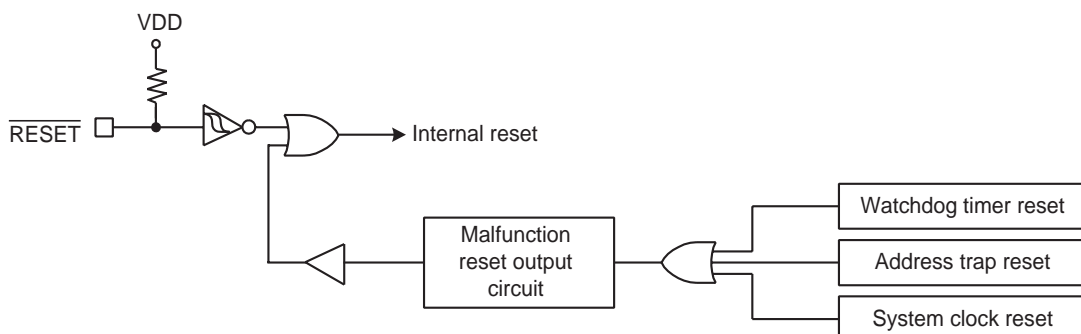 VDD
RESET
Internal reset
Malfunction
reset output
circuit
Watchdog timer reset
Address trap reset
System clock reset